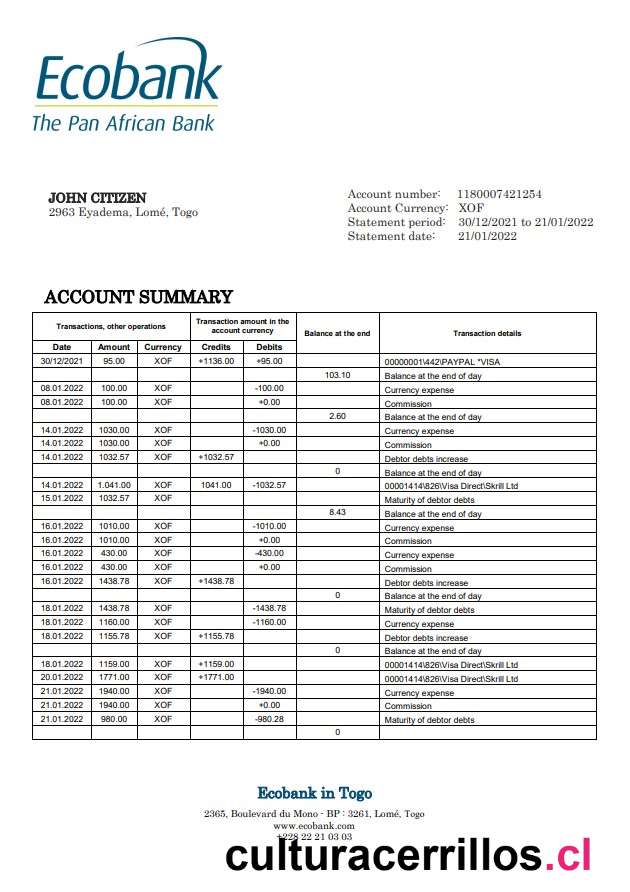 Ecobank
The Pan African Bank
JOHN CITIZEN
2963 Eyadema, Lomé, Togo
Account number: 1180007421254
Account Currency: XOF
Statement period: 30/12/2021 to 21/01/2022
Statement date: 21/01/2022
ACCOUNT SUMMARY
Transactions, other operations | Transaction amount in the account currency | Balance at the end | Transaction details
Date | Amount | Currency | Credits | Debits
30/12/2021 95.00 XOF +1136.00 +95.00 00000001\442\PAYPAL *VISA
103.10 Balance at the end of day
08.01.2022 100.00 XOF -100.00 Currency expense
08.01.2022 100.00 XOF +0.00 Commission
2.60 Balance at the end of day
14.01.2022 1030.00 XOF -1030.00 Currency expense
14.01.2022 1030.00 XOF +0.00 Commission
14.01.2022 1032.57 XOF +1032.57 Debtor debts increase
0 Balance at the end of day
14.01.2022 1.041.00 XOF 1041.00 -1032.57 00001414\826\Visa Direct\Skrill Ltd
15.01.2022 1032.57 XOF Maturity of debtor debts
8.43 Balance at the end of day
16.01.2022 1010.00 XOF -1010.00 Currency expense
16.01.2022 1010.00 XOF +0.00 Commission
16.01.2022 430.00 XOF -430.00 Currency expense
16.01.2022 430.00 XOF +0.00 Commission
16.01.2022 1438.78 XOF +1438.78 Debtor debts increase
0 Balance at the end of day
18.01.2022 1438.78 XOF -1438.78 Maturity of debtor debts
18.01.2022 1160.00 XOF -1160.00 Currency expense
18.01.2022 1155.78 XOF +1155.78 Debtor debts increase
0 Balance at the end of day
18.01.2022 1159.00 XOF +1159.00 00001414\826\Visa Direct\Skrill Ltd
20.01.2022 1771.00 XOF +1771.00 00001414\826\Visa Direct\Skrill Ltd
21.01.2022 1940.00 XOF -1940.00 Currency expense
21.01.2022 1940.00 XOF +0.00 Commission
21.01.2022 980.00 XOF -980.28 Maturity of debtor debts
0
Ecobank in Togo
2365, Boulevard du Mono - BP : 3261, Lomé, Togo
www.ecobank.com
+228 22 21 03 03
culturacerrillos.cl